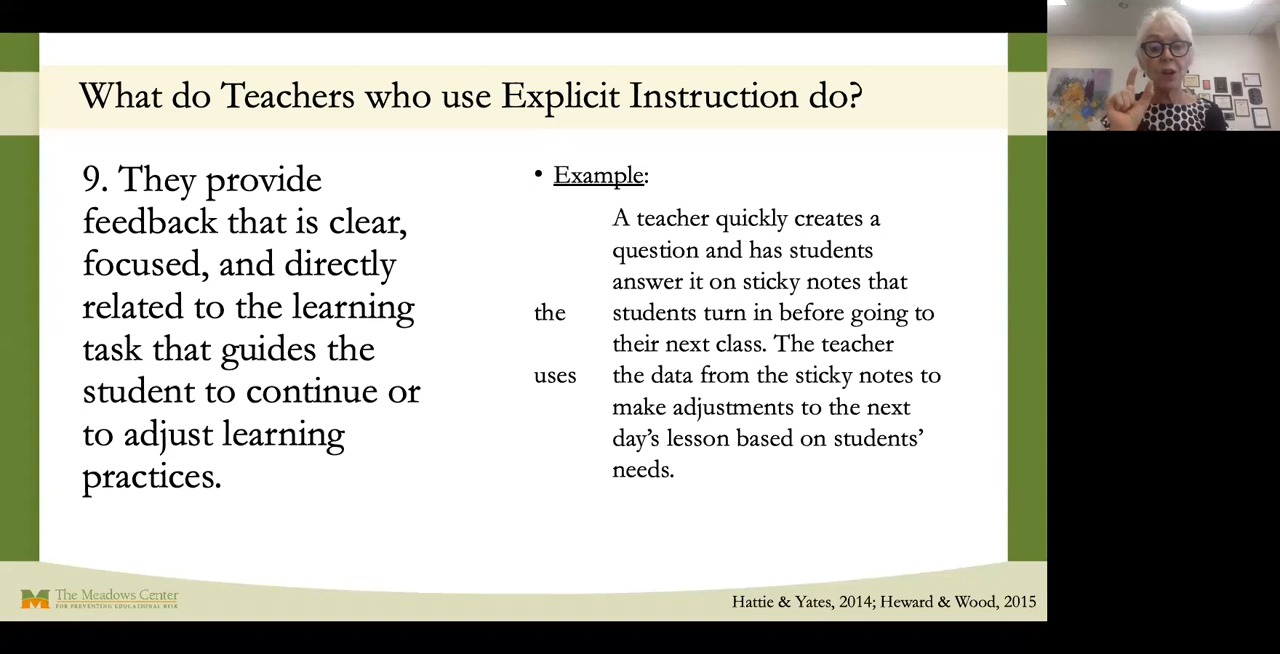 What do Teachers who use Explicit Instruction do?
9. They provide
feedback that is clear,
focused, and directly
related to the learning
task that guides the
student to continue or
to adjust learning
practices.
• Example:
A teacher quickly creates a
question and has students
answer it on sticky notes that
the students turn in before going to
their next class. The teacher
uses the data from the sticky notes to
make adjustments to the next
day’s lesson based on students’
needs.
The Meadows Center
FOR PREVENTING EDUCATIONAL RISK
Hattie & Yates, 2014; Heward & Wood, 2015